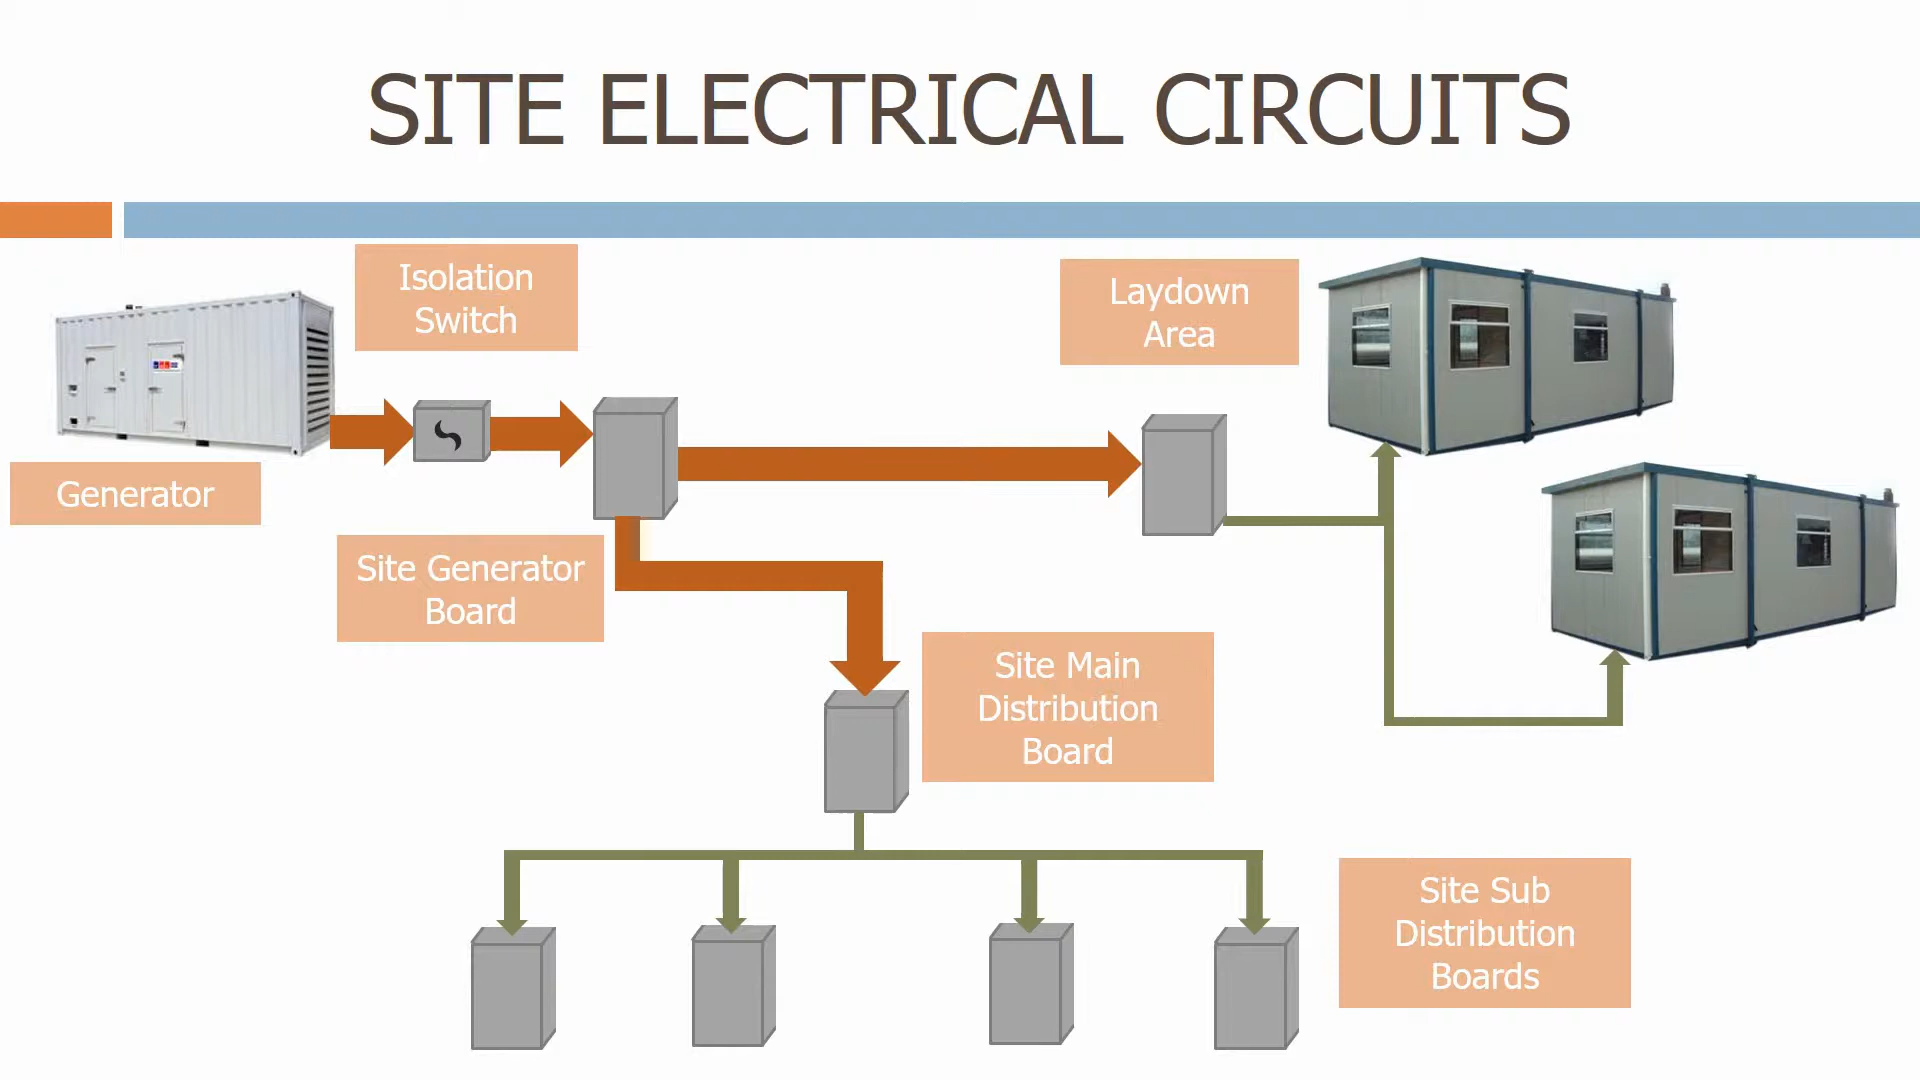 SITE ELECTRICAL CIRCUITS
Isolation
Switch
Laydown
Area
Generator
Site Generator
Board
Site Main
Distribution
Board
Site Sub
Distribution
Boards